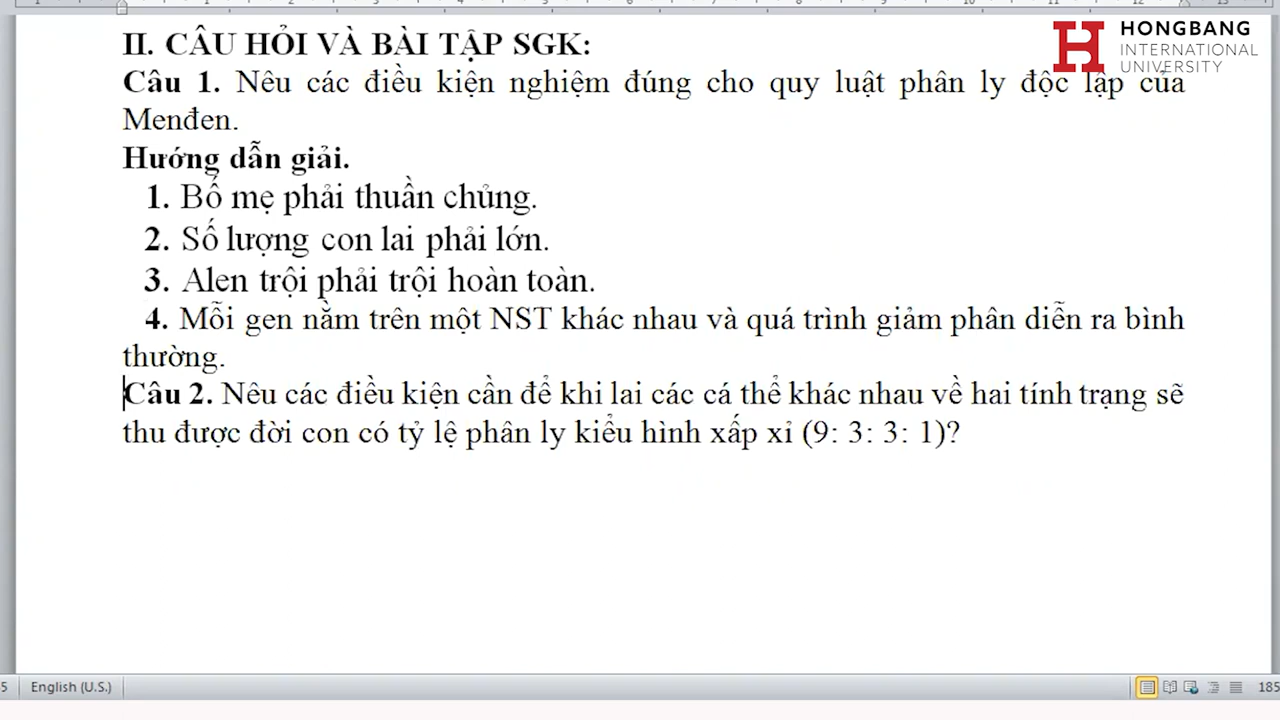 HONGBANG
INTERNATIONAL
UNIVERSITY
II. CÂU HỎI VÀ BÀI TẬP SGK:
Câu 1. Nêu các điều kiện nghiệm đúng cho quy luật phân ly độc lập của
Menđen.
Hướng dẫn giải.
1. Bố mẹ phải thuần chủng.
2. Số lượng con lai phải lớn.
3. Alen trội phải trội hoàn toàn.
4. Mỗi gen nằm trên một NST khác nhau và quá trình giảm phân diễn ra bình
thường.
Câu 2. Nêu các điều kiện cần để khi lai các cá thể khác nhau về hai tính trạng sẽ
thu được đời con có tỷ lệ phân ly kiểu hình xấp xỉ (9: 3: 3: 1)?
5 English (U.S.) 185